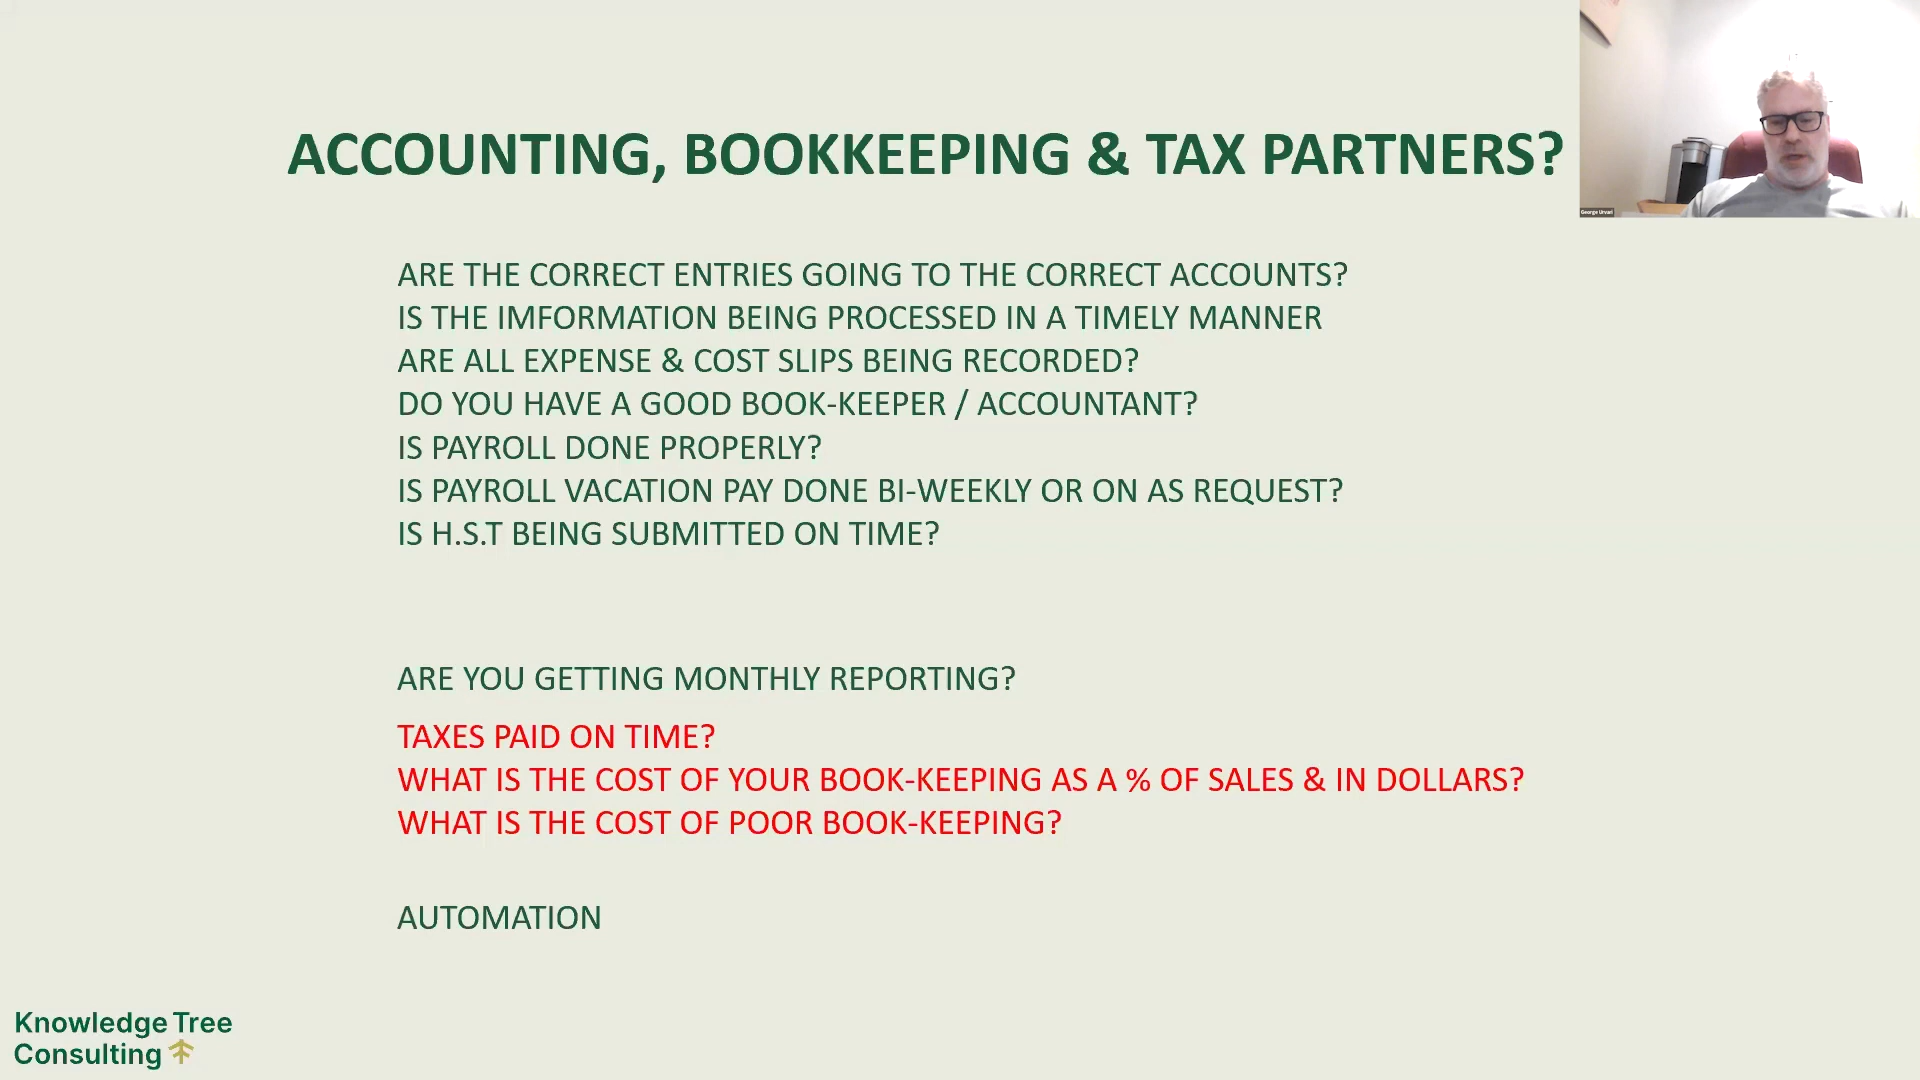 ACCOUNTING, BOOKKEEPING & TAX PARTNERS?
George Urvari
ARE THE CORRECT ENTRIES GOING TO THE CORRECT ACCOUNTS?
IS THE IMFORMATION BEING PROCESSED IN A TIMELY MANNER
ARE ALL EXPENSE & COST SLIPS BEING RECORDED?
DO YOU HAVE A GOOD BOOK-KEEPER / ACCOUNTANT?
IS PAYROLL DONE PROPERLY?
IS PAYROLL VACATION PAY DONE BI-WEEKLY OR ON AS REQUEST?
IS H.S.T BEING SUBMITTED ON TIME?
ARE YOU GETTING MONTHLY REPORTING?
TAXES PAID ON TIME?
WHAT IS THE COST OF YOUR BOOK-KEEPING AS A % OF SALES & IN DOLLARS?
WHAT IS THE COST OF POOR BOOK-KEEPING?
AUTOMATION
Knowledge Tree
Consulting